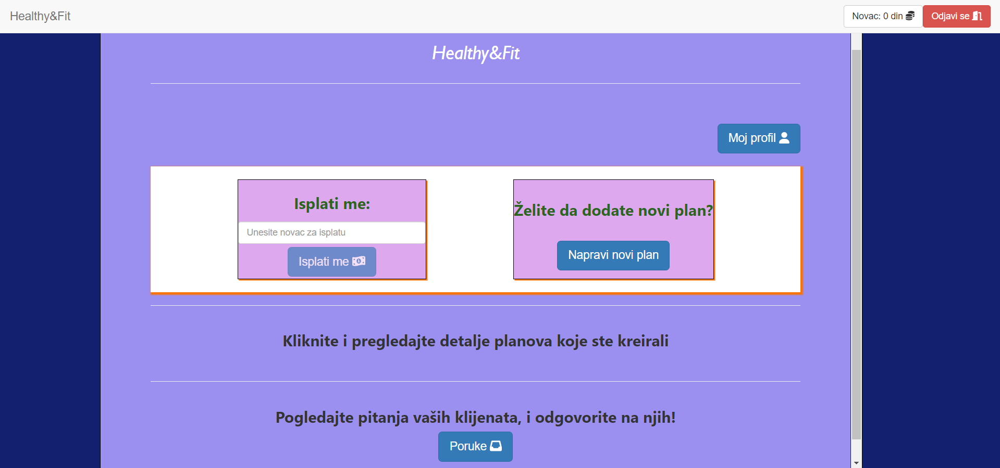 Healthy&Fit
Novac: 0 din
Odjavi se
Healthy&Fit
Moj profil
Isplati me:
Unesite novac za isplatu
Isplati me
Želite da dodate novi plan?
Napravi novi plan
Kliknite i pregledajte detalje planova koje ste kreirali
Pogledajte pitanja vaših klijenata, i odgovorite na njih!
Poruke